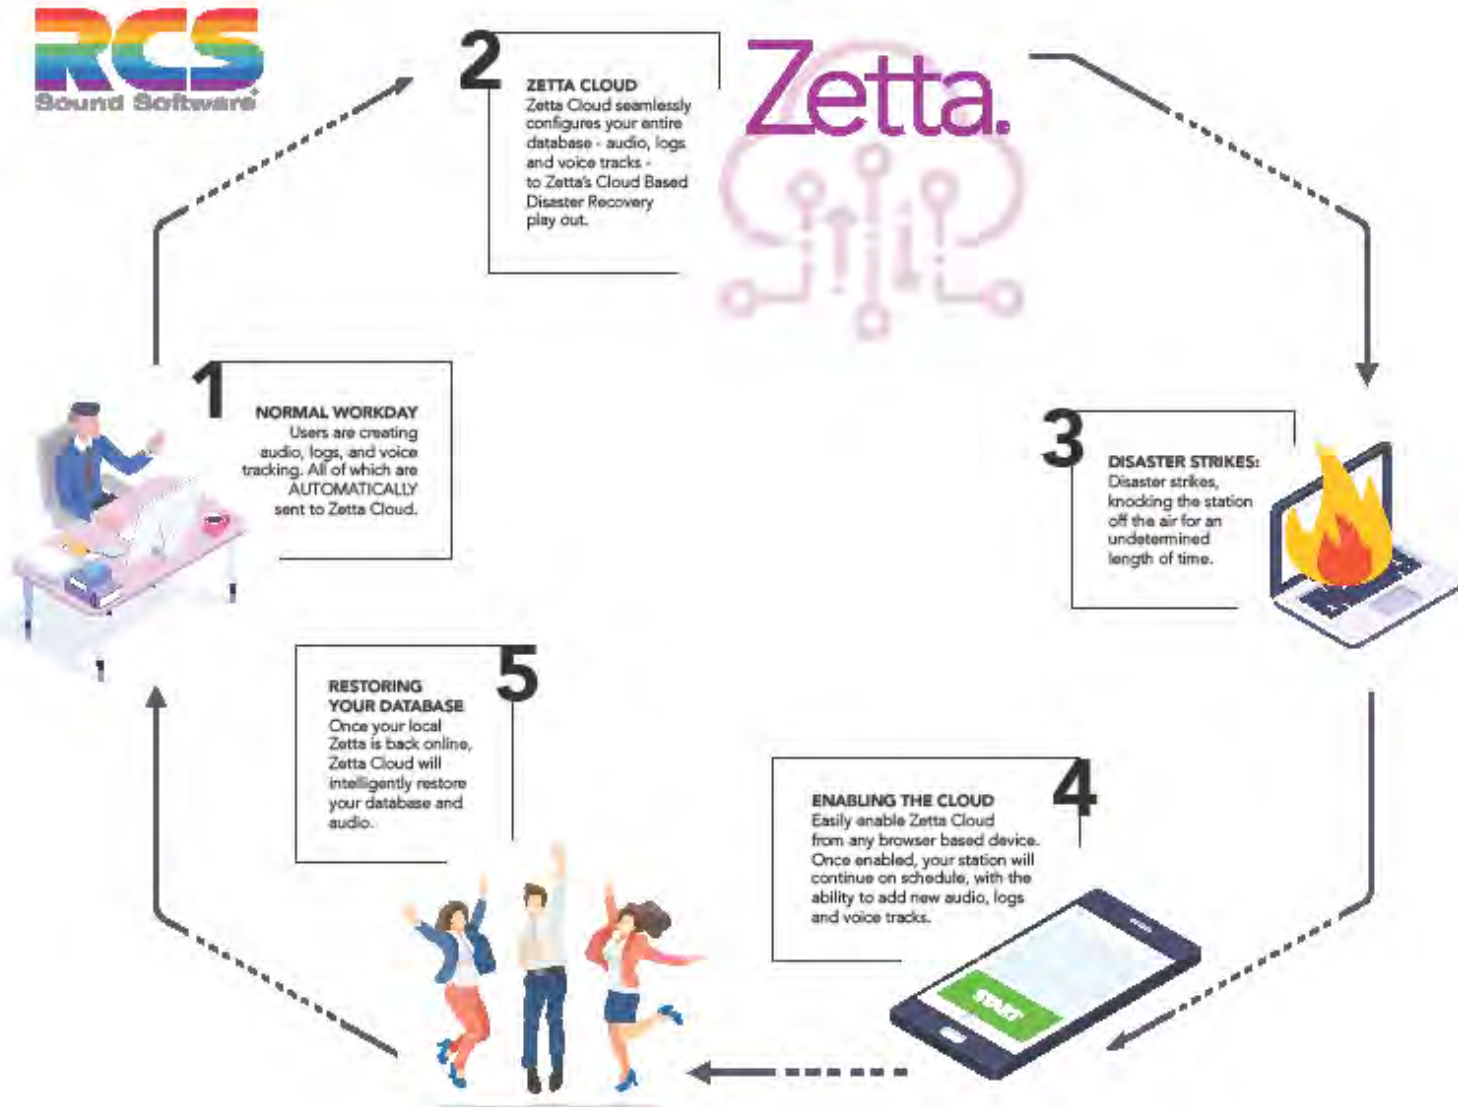 RCS
Sound Software
2
ZETTA CLOUD
Zetta Cloud seamlessly
configures your entire
database - audio, logs
and voice tracks -
to Zetta's Cloud Based
Disaster Recovery
play out.
Zetta.
1
NORMAL WORKDAY
Users are creating
audio, logs, and voice
tracking. All of which are
AUTOMATICALLY
sent to Zetta Cloud.
3
DISASTER STRIKES:
Disaster strikes,
knocking the station
off the air for an
undetermined
length of time.
5
RESTORING
YOUR DATABASE
Once your local
Zetta is back online,
Zetta Cloud will
intelligently restore
your database and
audio.
4
ENABLING THE CLOUD
Easily enable Zetta Cloud
from any browser based device.
Once enabled, your station will
continue on schedule, with the
ability to add new audio, logs
and voice tracks.
START